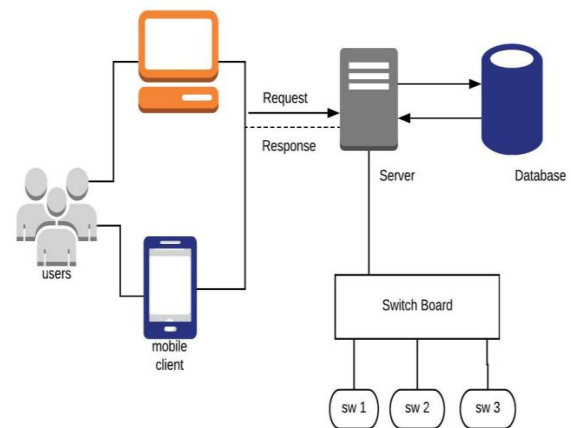 Request
Response
Server
Database
users
mobile
client
Switch Board
sw 1
sw 2
sw 3